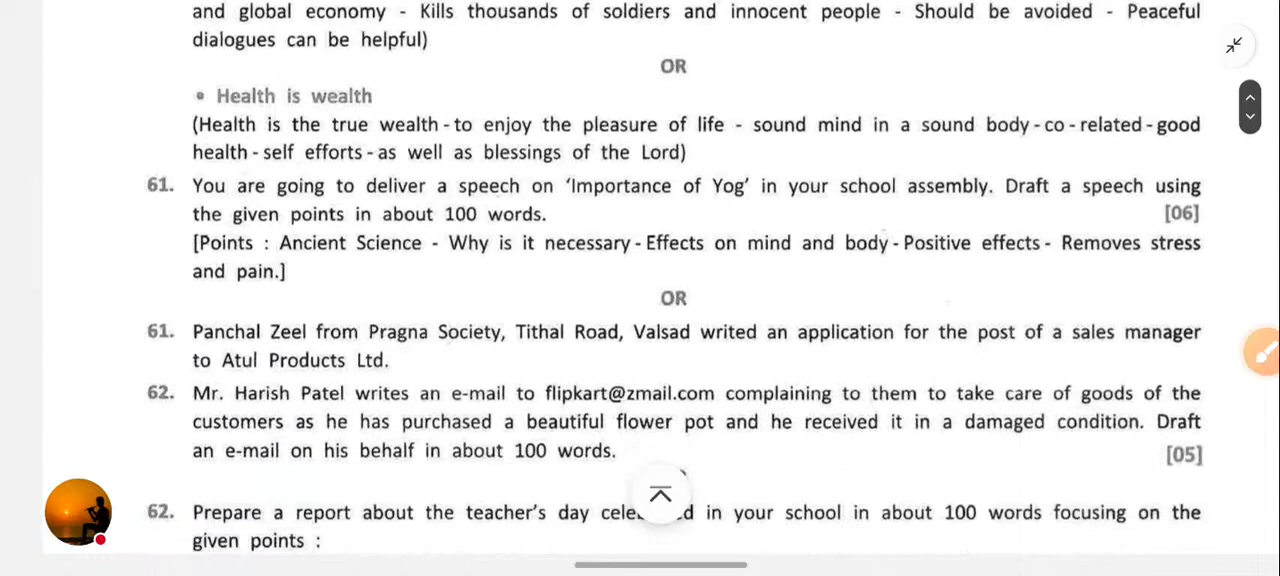 and global economy - Kills thousands of soldiers and innocent people - Should be avoided - Peaceful
dialogues can be helpful)
OR
• Health is wealth
(Health is the true wealth - to enjoy the pleasure of life - sound mind in a sound body - co - related - good
health - self efforts - as well as blessings of the Lord)
61. You are going to deliver a speech on ‘Importance of Yog’ in your school assembly. Draft a speech using
the given points in about 100 words. [06]
[Points : Ancient Science - Why is it necessary - Effects on mind and body - Positive effects - Removes stress
and pain.]
OR
61. Panchal Zeel from Pragna Society, Tithal Road, Valsad writed an application for the post of a sales manager
to Atul Products Ltd.
62. Mr. Harish Patel writes an e-mail to flipkart@zmail.com complaining to them to take care of goods of the
customers as he has purchased a beautiful flower pot and he received it in a damaged condition. Draft
an e-mail on his behalf in about 100 words. [05]
62. Prepare a report about the teacher’s day in your school in about 100 words focusing on the
given points :